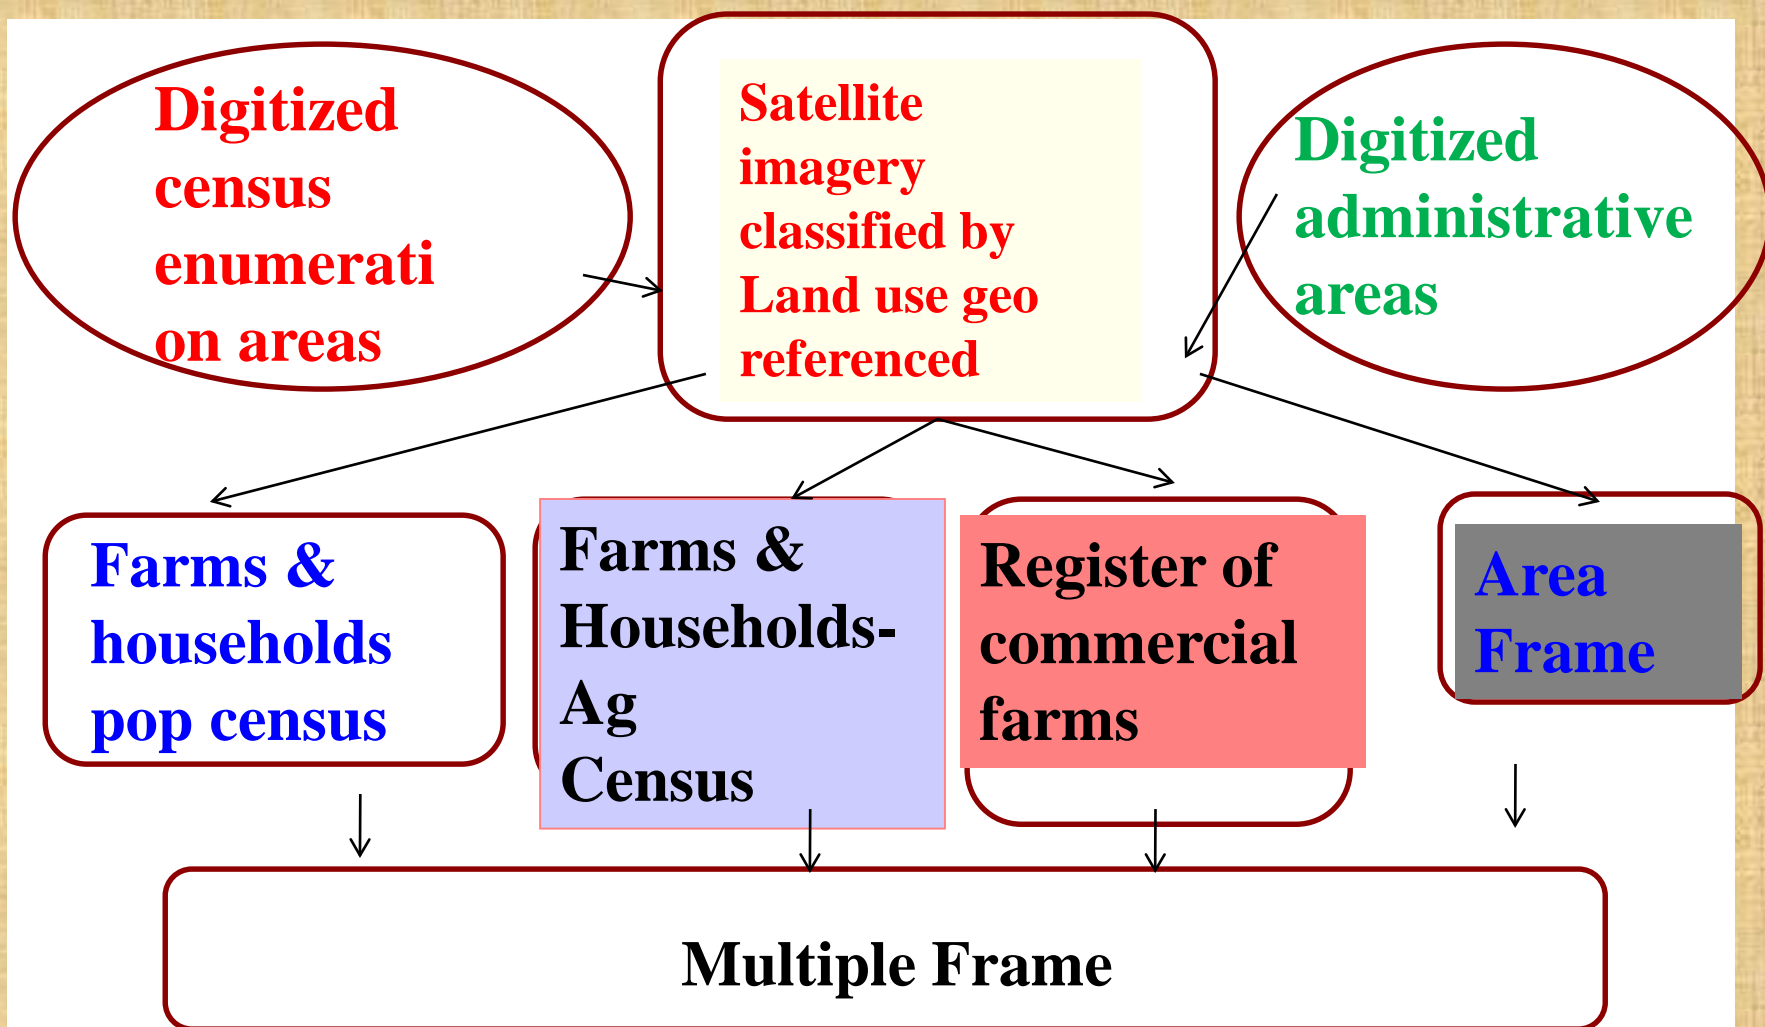 Digitized
census
enumerati
on areas
Satellite
imagery
classified by
Land use geo
referenced
Digitized
administrative
areas
Farms &
households
pop census
Farms &
Households-
Ag
Census
Register of
commercial
farms
Area
Frame
Multiple Frame